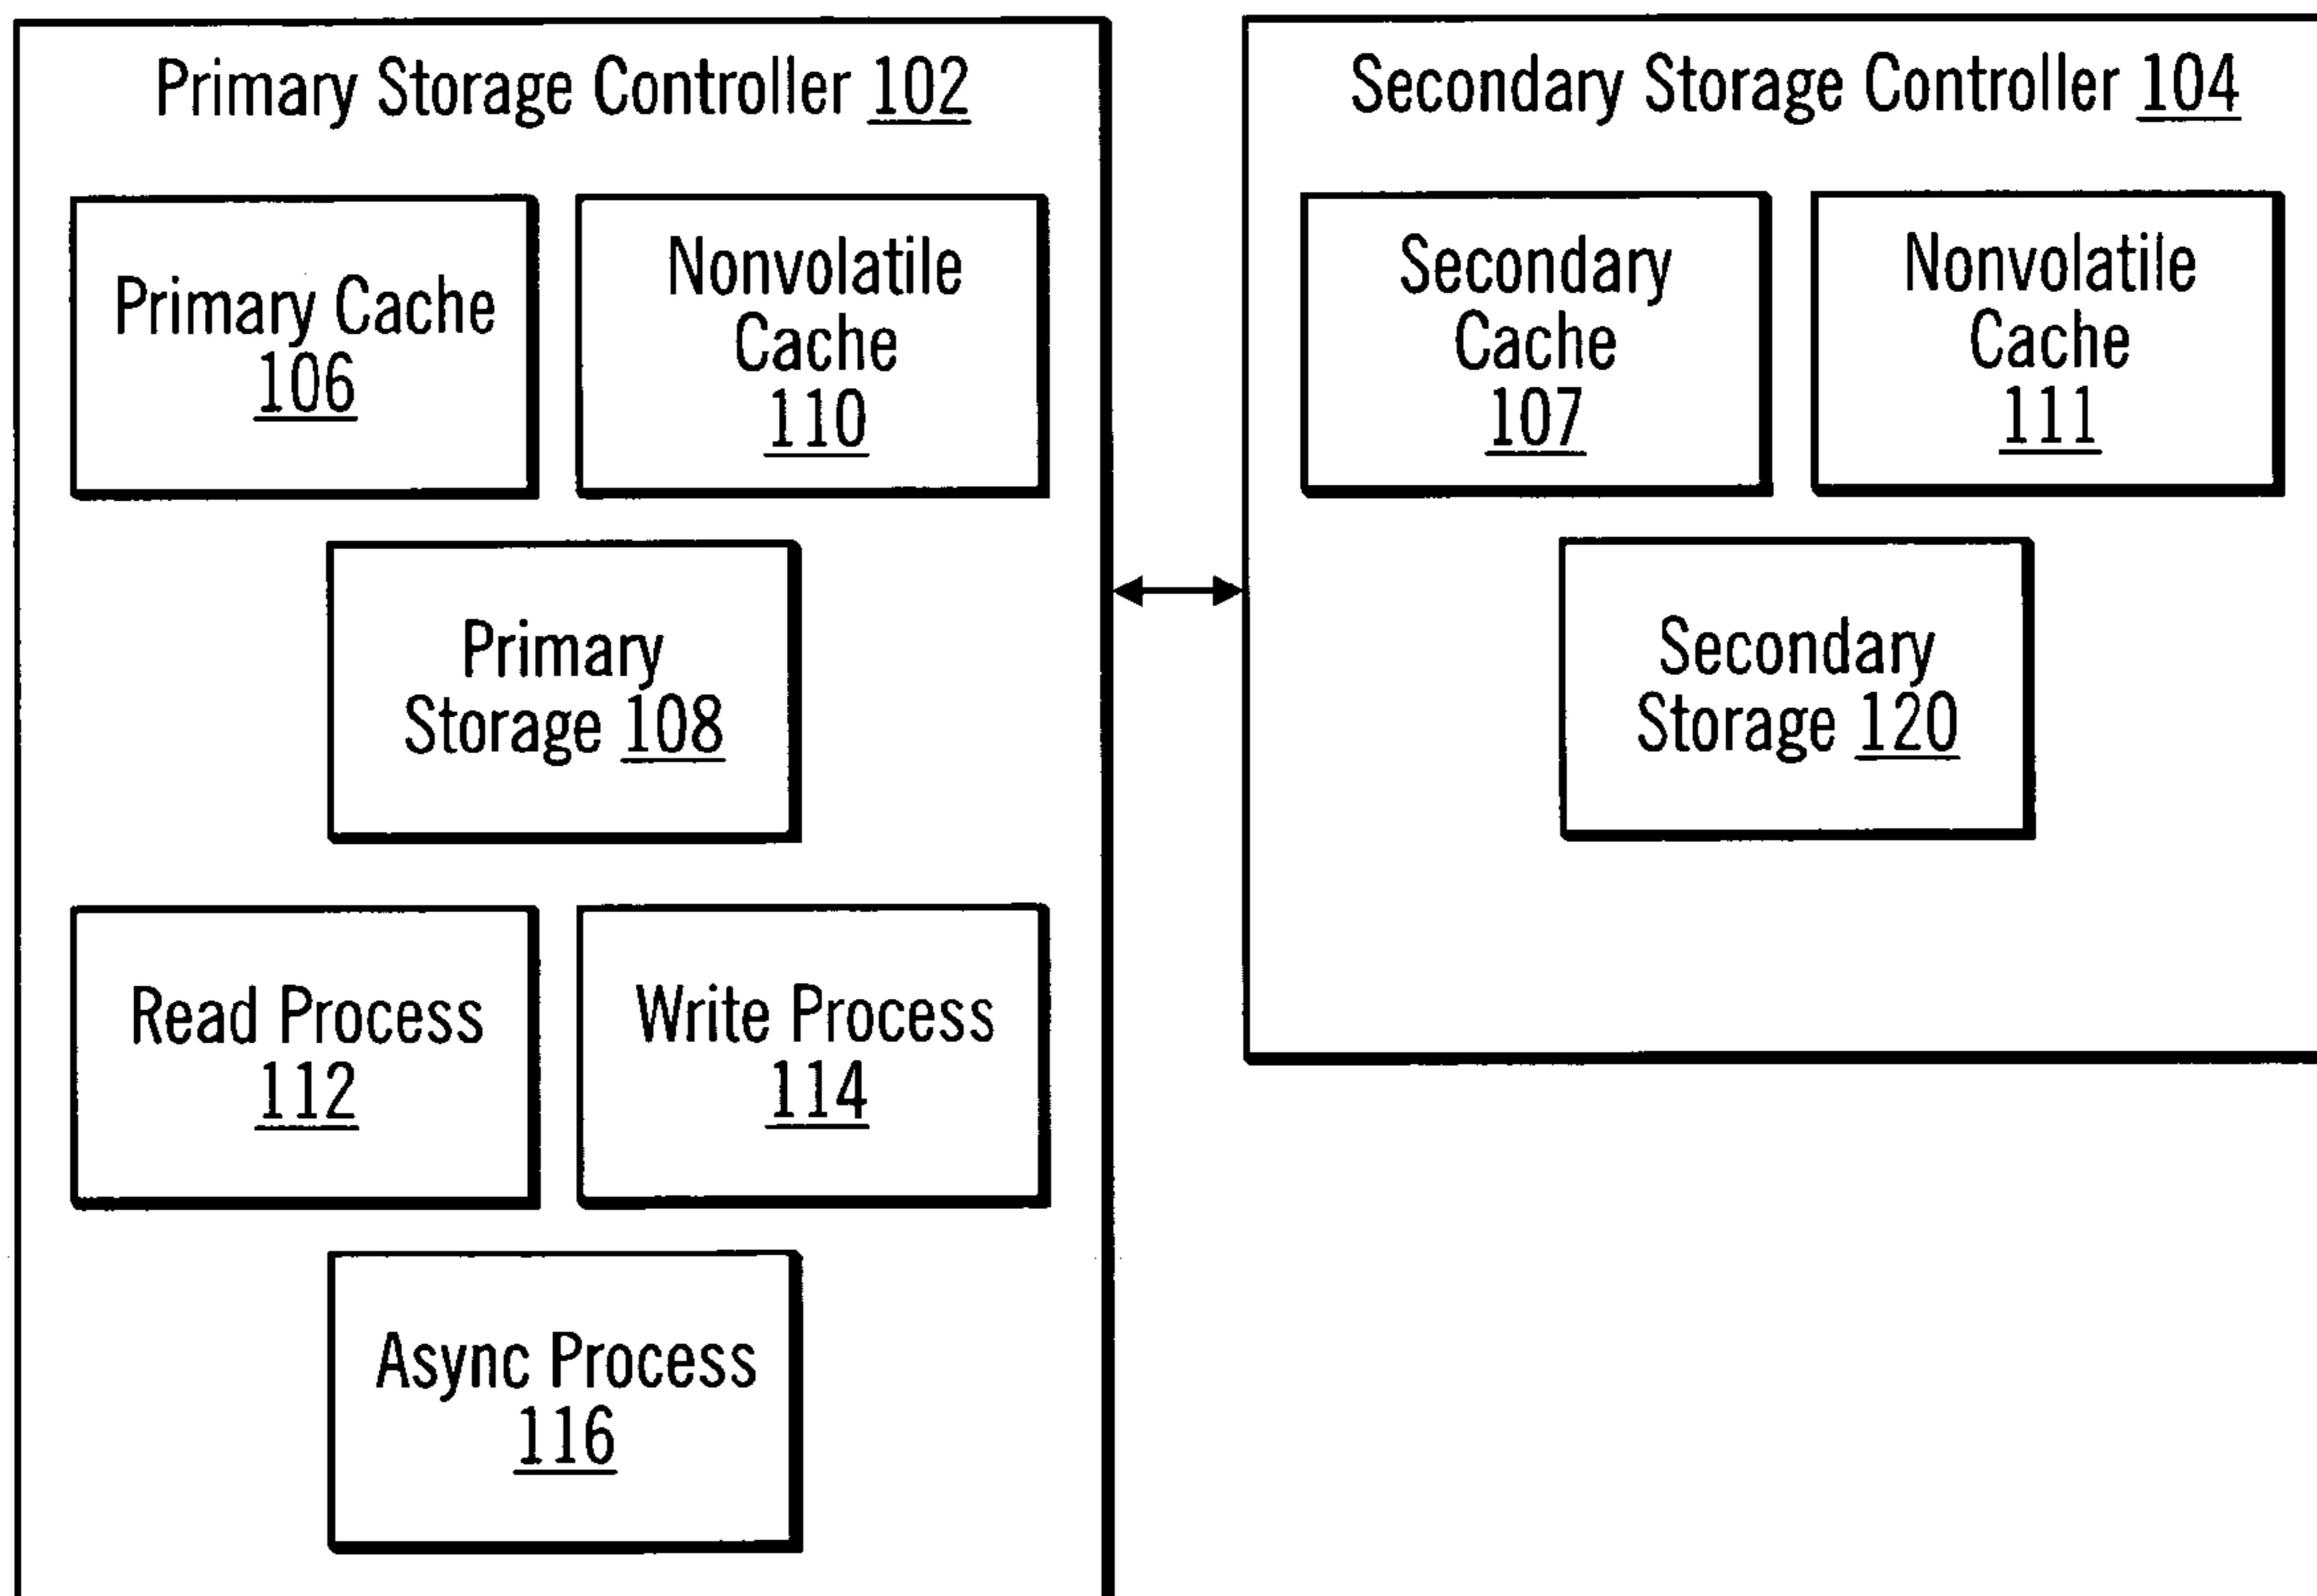 Primary Storage Controller 102
Primary Cache
106
Nonvolatile
Cache
110
Primary
Storage 108
Read Process
112
Write Process
114
Async Process
116
Secondary Storage Controller 104
Secondary
Cache
107
Nonvolatile
Cache
111
Secondary
Storage 120